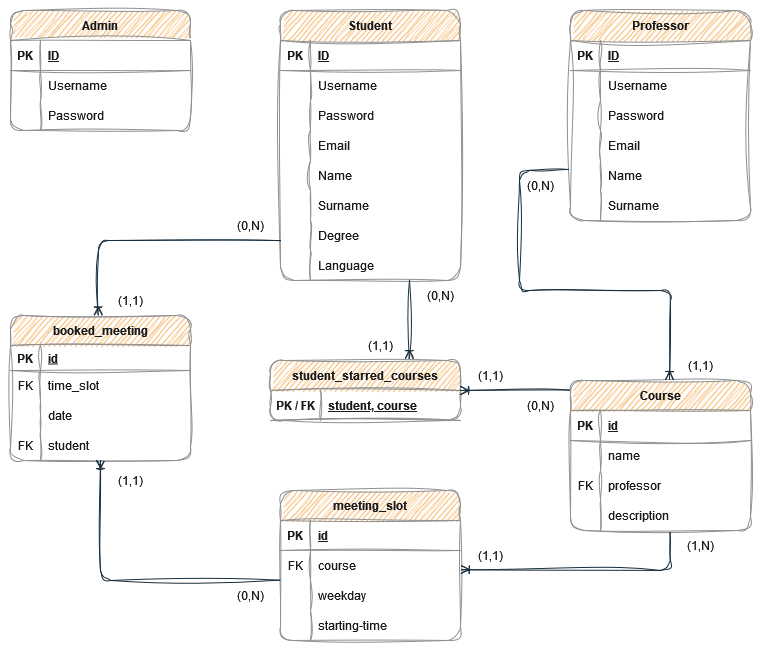 Admin
PK ID
Username
Password
Student
PK ID
Username
Password
Email
Name
Surname
Degree
Language
Professor
PK ID
Username
Password
Email
Name
Surname
(0,N)
(0,N)
(1,1)
(0,N)
(1,1)
(1,1)
(1,1)
(0,N)
booked_meeting
PK id
FK time_slot
date
FK student
(1,1)
student_starred_courses
PK / FK student, course
Course
PK id
name
FK professor
description
(1,N)
meeting_slot
PK id
FK course
weekday
starting-time
(1,1)
(0,N)